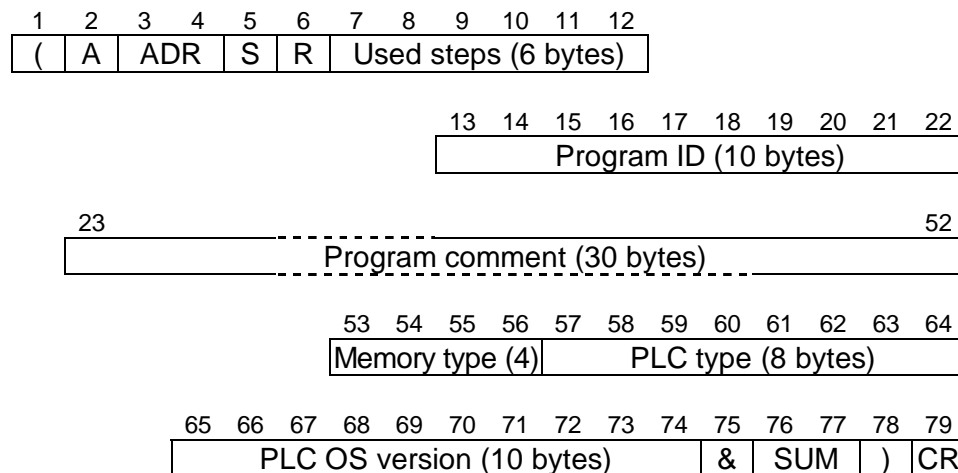 1 2 3 4 5 6 7 8 9 10 11 12
( A ADR S R Used steps (6 bytes)
13 14 15 16 17 18 19 20 21 22
Program ID (10 bytes)
23 52
Program comment (30 bytes)
53 54 55 56 57 58 59 60 61 62 63 64
Memory type (4) PLC type (8 bytes)
65 66 67 68 69 70 71 72 73 74 75 76 77 78 79
PLC OS version (10 bytes) & SUM ) CR